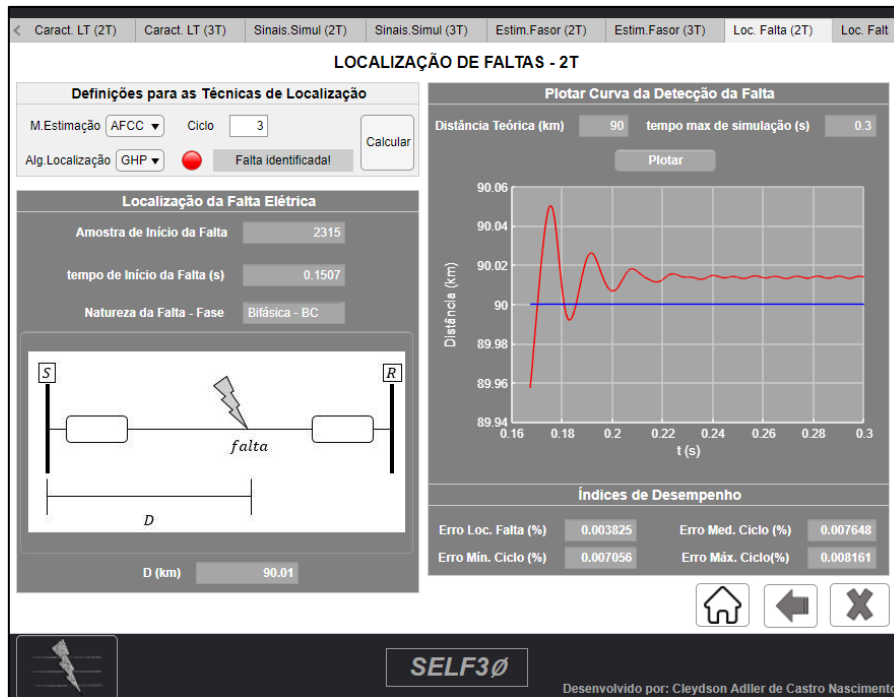 < Caract. LT (2T) Caract. LT (3T) Sinais.Simul (2T) Sinais.Simul (3T) Estim.Fasor (2T) Estim.Fasor (3T) Loc. Falta (2T) Loc. Falt
LOCALIZAÇÃO DE FALTAS - 2T
Definições para as Técnicas de Localização
M.Estimação AFCC Ciclo 3
Calcular
Alg.Localização GHP Falta identificada!
Localização da Falta Elétrica
Amostra de Início da Falta 2315
tempo de Início da Falta (s) 0.1507
Natureza da Falta - Fase Bifásica - BC
S R
falta
D
D (km) 90.01
Plotar Curva da Detecção da Falta
Distância Teórica (km) 90 tempo max de simulação (s) 0.3
Plotar
90.06
90.04
90.02
90
89.98
89.96
89.94
Distância (km)
0.16 0.18 0.2 0.22 0.24 0.26 0.28 0.3
t (s)
Índices de Desempenho
Erro Loc. Falta (%) 0.003825 Erro Med. Ciclo (%) 0.007648
Erro Mín. Ciclo (%) 0.007056 Erro Máx. Ciclo(%) 0.008161
SELF3Ø
Desenvolvido por: Cleydson Adller de Castro Nascimento